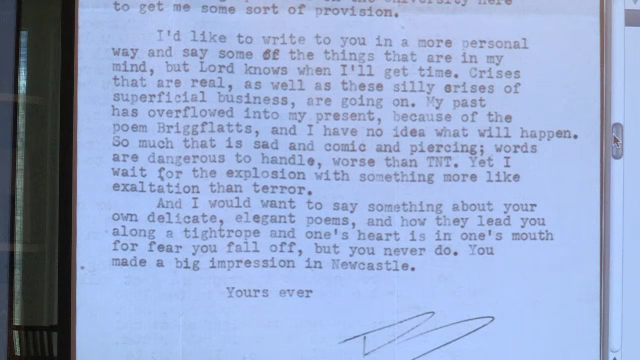 the university here
to get me some sort of provision.
I'd like to write to you in a more personal
way and say some of the things that are in my
mind, but Lord knows when I'll get time. Crises
that are real, as well as these silly crises of
superficial business, are going on. My past
has overflowed into my present, because of the
poem Briggflatts, and I have no idea what will happen.
So much that is sad and comic and piercing; words
are dangerous to handle, worse than TNT. Yet I
wait for the explosion with something more like
exaltation than terror.
And I would want to say something about your
own delicate, elegant poems, and how they lead you
along a tightrope and one's heart is in one's mouth
for fear you fall off, but you never do. You
made a big impression in Newcastle.
Yours ever